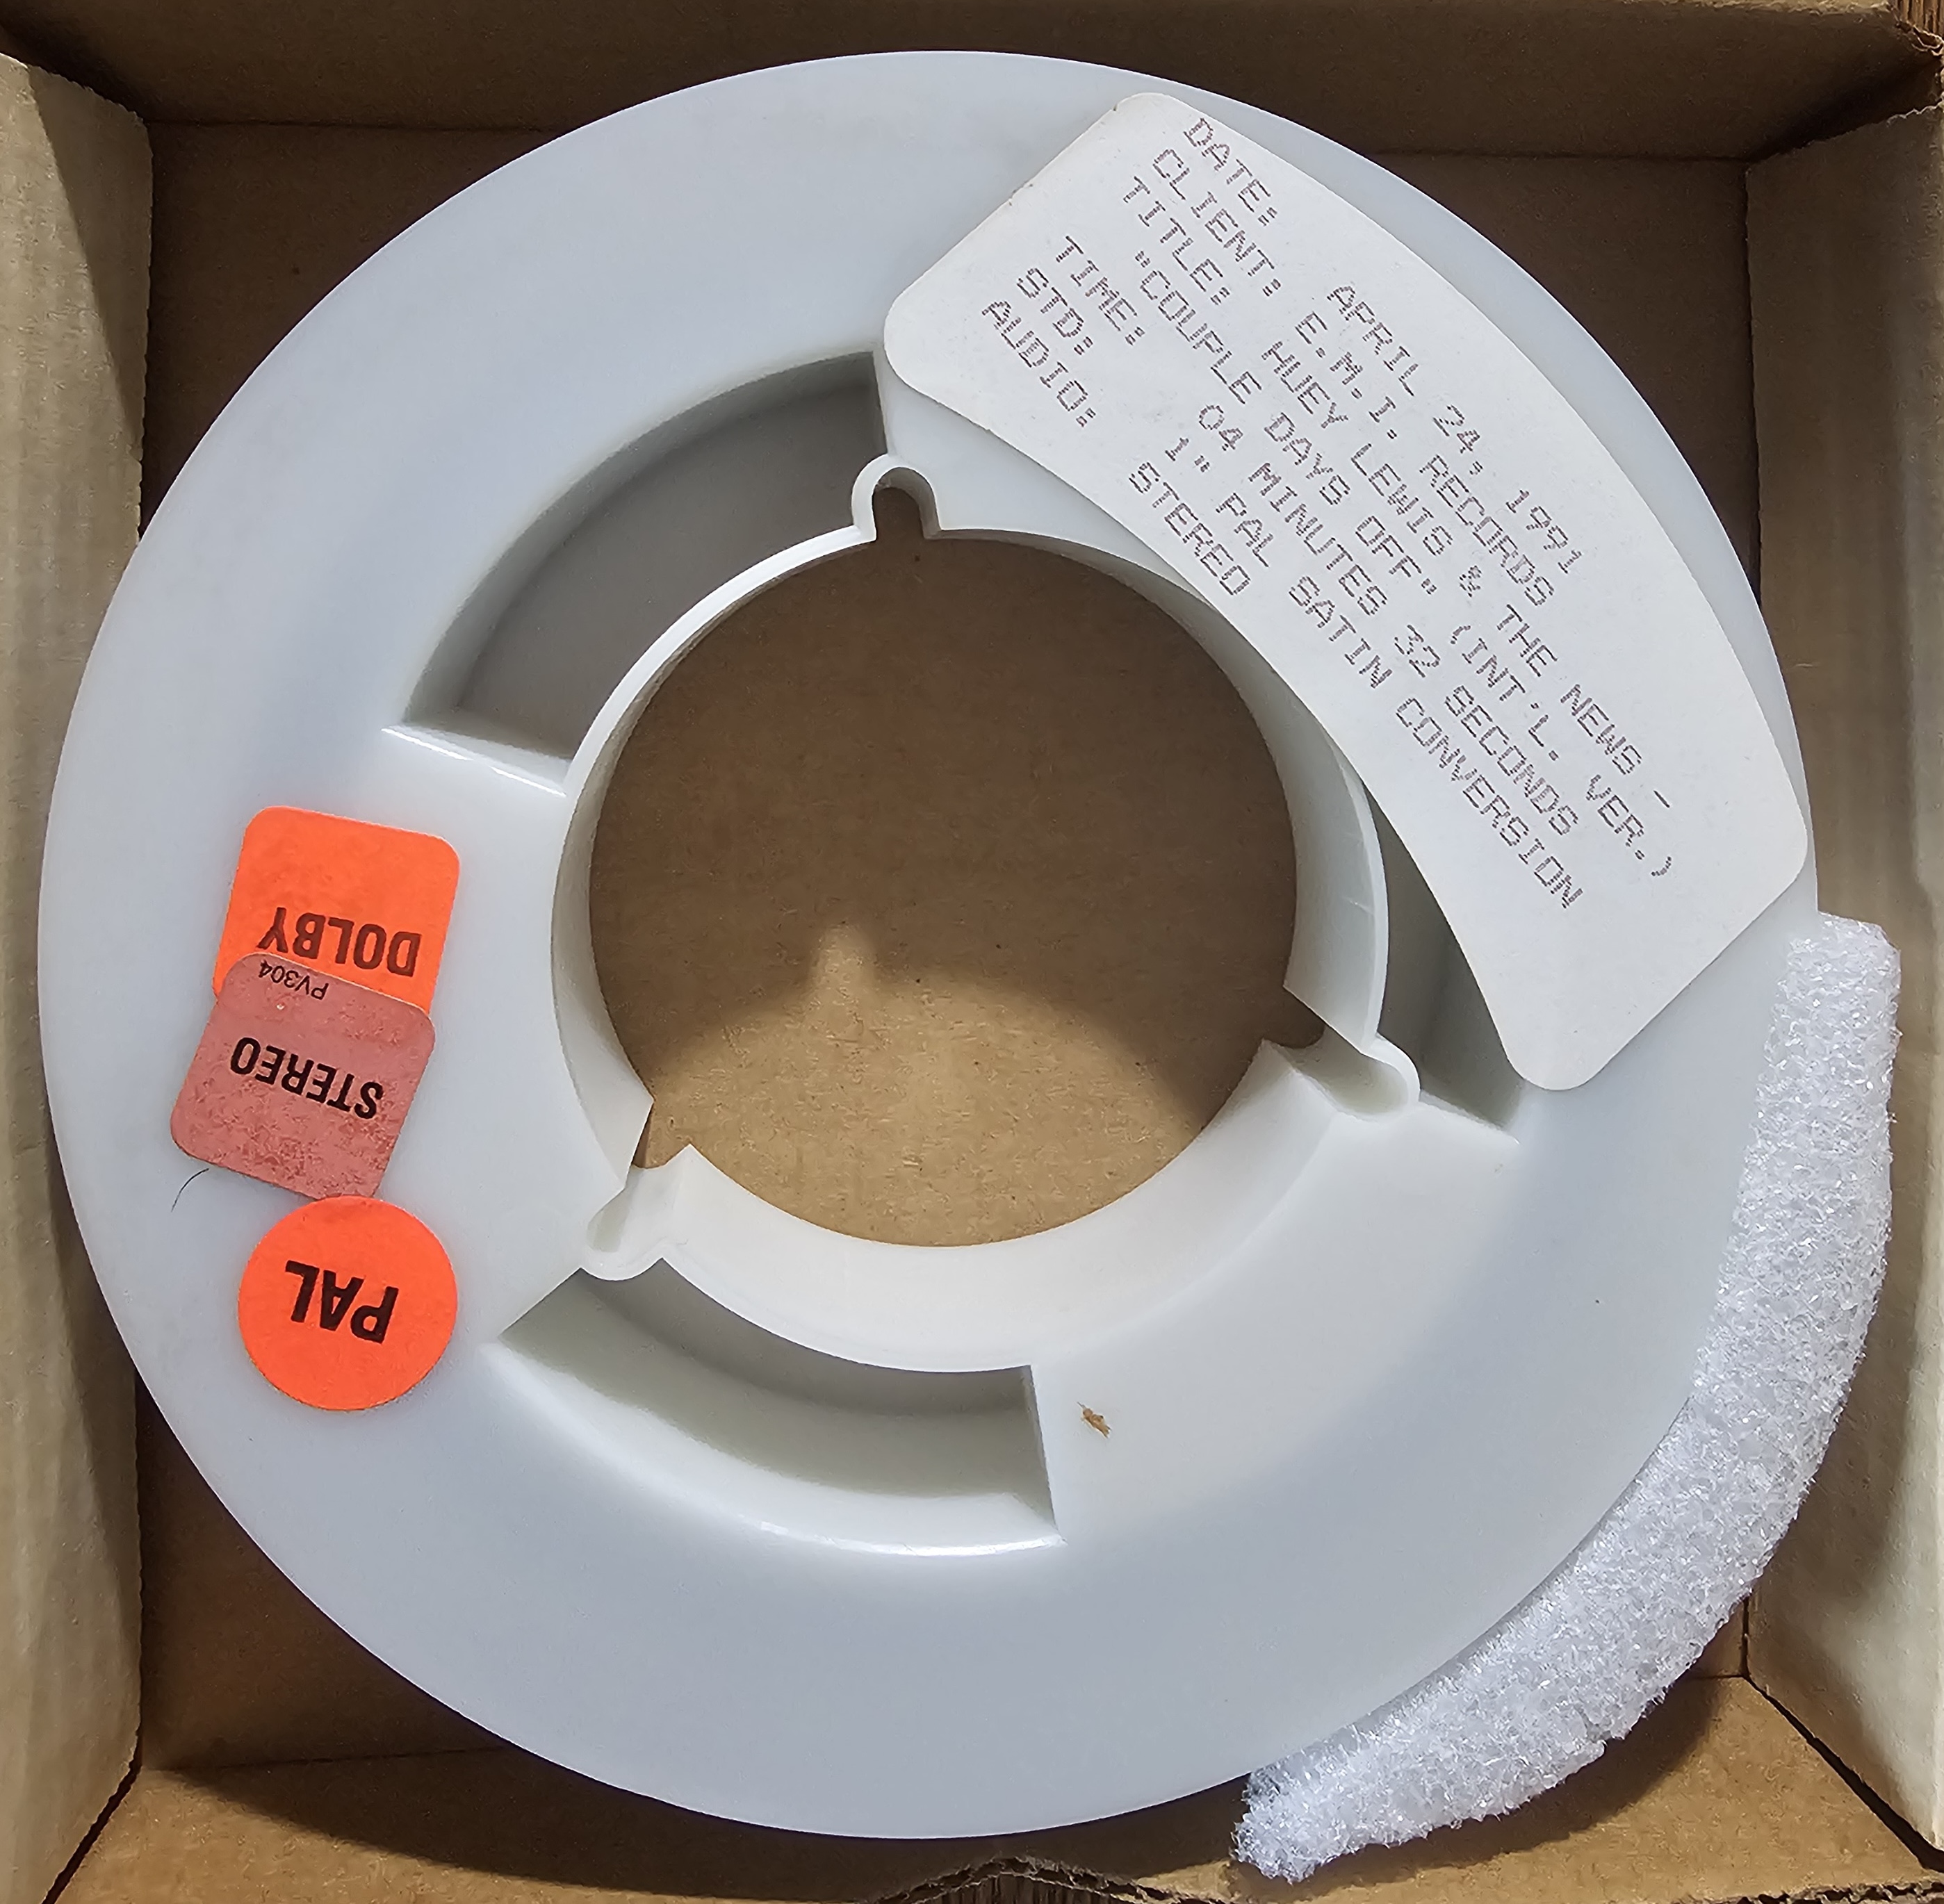 DATE: APRIL 24, 1991
CLIENT: E.M.I. RECORDS
TITLE: HUEY LEWIS & THE NEWS -
"COUPLE DAYS OFF" (INT'L. VER.)
TIME: 04 MINUTES 32 SECONDS
STD: 1" PAL SATIN CONVERSION
AUDIO: STEREO
DOLBY
PV304
STEREO
PAL